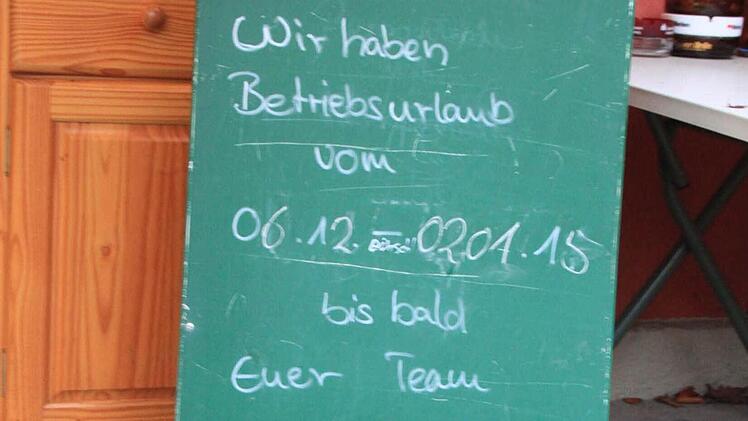 Wir haben
Betriebsurlaub
vom
06.12. – 02.01.15
bis bald
Euer Team